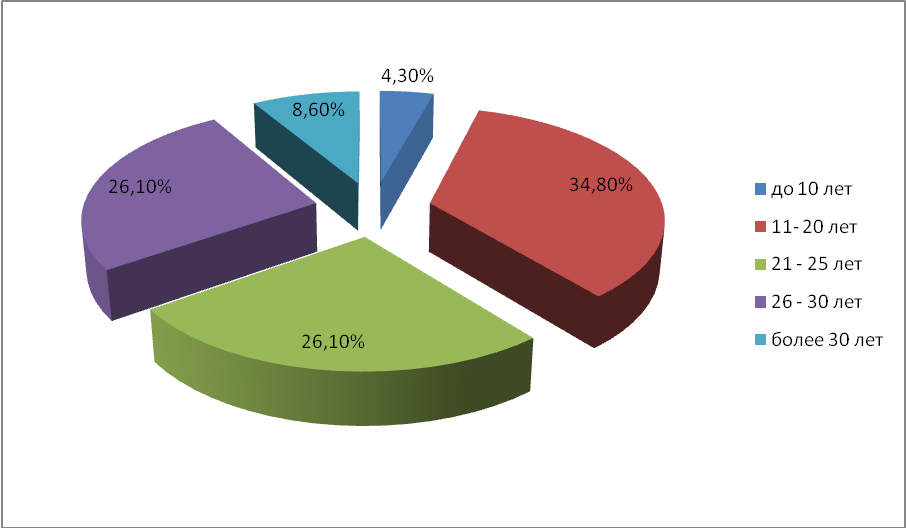 4,30%
8,60%
34,80%
26,10%
26,10%
до 10 лет
11- 20 лет
21 - 25 лет
26 - 30 лет
более 30 лет